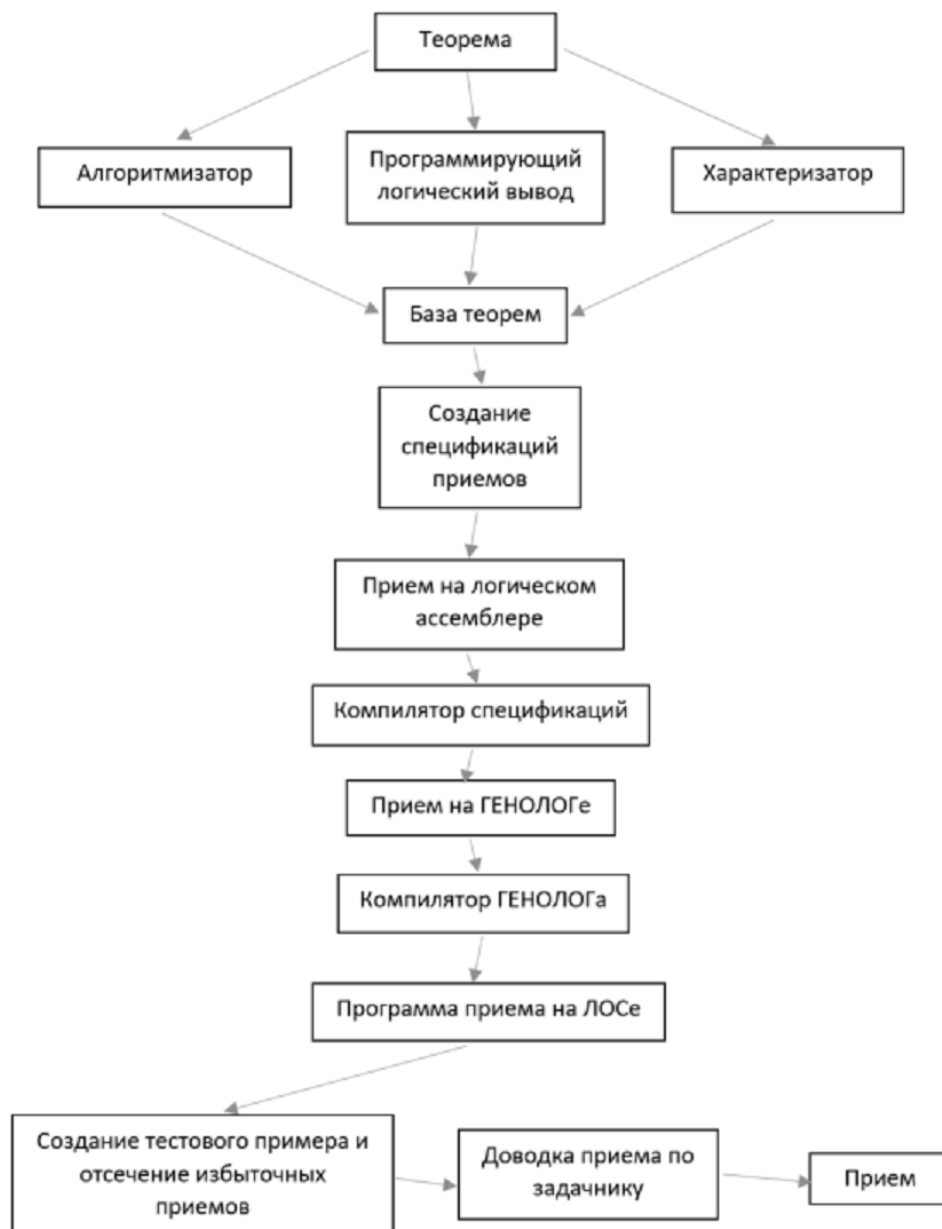 Теорема
Алгоритмизатор
Программирующий
логический вывод
Характеризатор
База теорем
Создание
спецификаций
приемов
Прием на логическом
ассемблере
Компилятор спецификаций
Прием на ГЕНОЛОГе
Компилятор ГЕНОЛОГа
Программа приема на ЛОСе
Создание тестового примера и
отсечение избыточных
приемов
Доводка приема по
задачнику
Прием